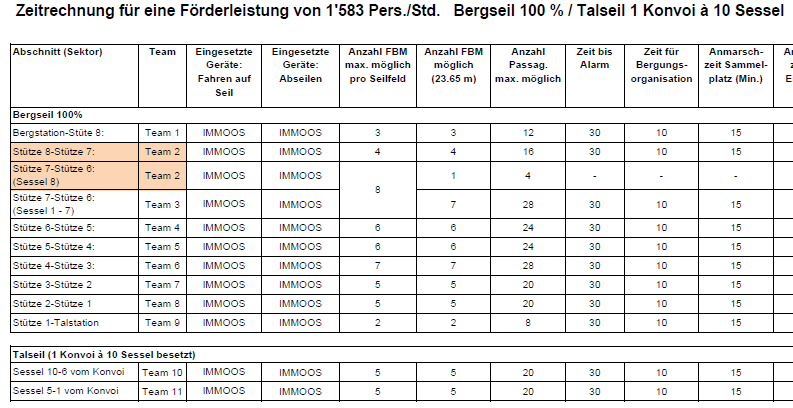 Zeitrechnung für eine Förderleistung von 1'583 Pers./Std. Bergseil 100 % / Talseil 1 Konvoi à 10 Sessel
Abschnitt (Sektor) Team Eingesetzte Geräte: Fahren auf Seil Eingesetzte Geräte: Abseilen Anzahl FBM max. möglich pro Seilfeld Anzahl FBM möglich (23.65 m) Anzahl Passag. max. möglich Zeit bis Alarm Zeit für Bergungs-organisation Anmarsch-zeit Sammel-platz (Min.)
Bergseil 100%
Bergstation-Stüte 8: Team 1 IMMOOS IMMOOS 3 3 12 30 10 15
Stütze 8-Stütze 7: Team 2 IMMOOS IMMOOS 4 4 16 30 10 15
Stütze 7-Stütze 6: (Sessel 8) Team 2 IMMOOS IMMOOS 8 1 4 - - -
Stütze 7-Stütze 6: (Sessel 1 - 7) Team 3 IMMOOS IMMOOS 7 28 30 10 15
Stütze 6-Stütze 5: Team 4 IMMOOS IMMOOS 6 6 24 30 10 15
Stütze 5-Stütze 4: Team 5 IMMOOS IMMOOS 6 6 24 30 10 15
Stütze 4-Stütze 3: Team 6 IMMOOS IMMOOS 7 7 28 30 10 15
Stütze 3-Stütze 2 Team 7 IMMOOS IMMOOS 5 5 20 30 10 15
Stütze 2-Stütze 1 Team 8 IMMOOS IMMOOS 5 5 20 30 10 15
Stütze 1-Talstation Team 9 IMMOOS IMMOOS 2 2 8 30 10 15
Talseil (1 Konvoi à 10 Sessel besetzt)
Sessel 10-6 vom Konvoi Team 10 IMMOOS IMMOOS 5 5 20 30 10 15
Sessel 5-1 vom Konvoi Team 11 IMMOOS IMMOOS 5 5 20 30 10 15